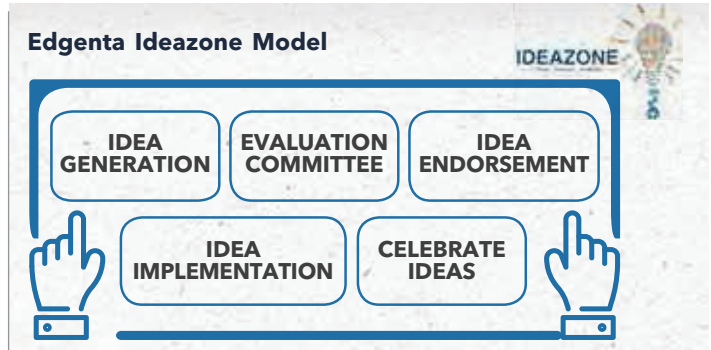 Edgenta Ideazone Model
IDEAZONE
IDEA
GENERATION
EVALUATION
COMMITTEE
IDEA
ENDORSEMENT
IDEA
IMPLEMENTATION
CELEBRATE
IDEAS